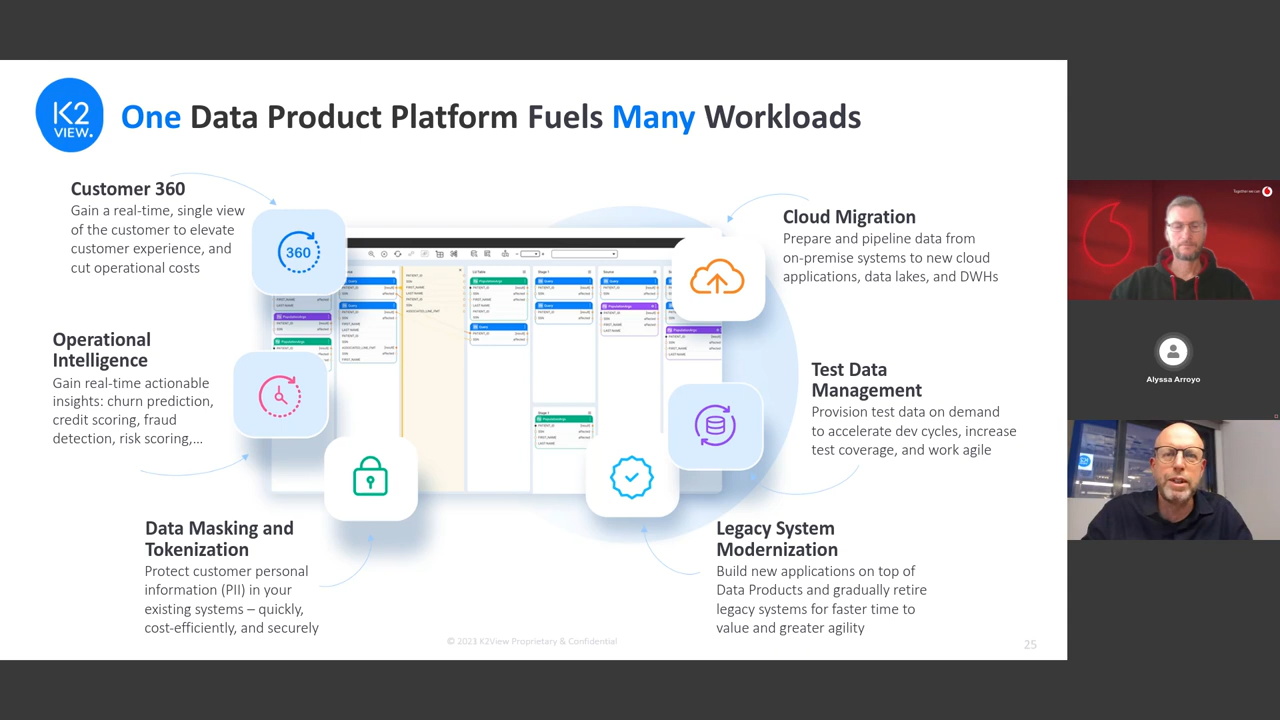 K2
VIEW.
One Data Product Platform Fuels Many Workloads
Customer 360
Gain a real-time, single view
of the customer to elevate
customer experience, and
cut operational costs
360
Operational
Intelligence
Gain real-time actionable
insights: churn prediction,
credit scoring, fraud
detection, risk scoring,...
Data Masking and
Tokenization
Protect customer personal
information (PII) in your
existing systems – quickly,
cost-efficiently, and securely
Cloud Migration
Prepare and pipeline data from
on-premise systems to new cloud
applications, data lakes, and DWHs
Test Data
Management
Provision test data on demand
to accelerate dev cycles, increase
test coverage, and work agile
Legacy System
Modernization
Build new applications on top of
Data Products and gradually retire
legacy systems for faster time to
value and greater agility
© 2023 K2View Proprietary & Confidential
25
Together we can
Alyssa Arroyo